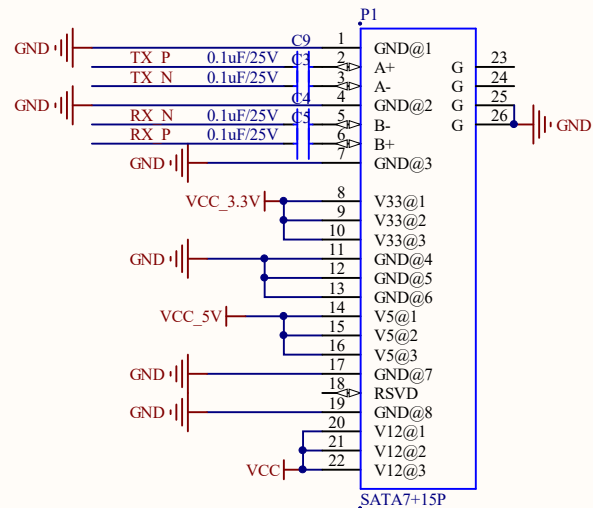 P1
C9
GND 1 GND@1
TX_P 0.1uF/25V C3 2 A+ G 23
TX_N 0.1uF/25V 3 A- G 24
GND C4 4 GND@2 G 25
RX_N 0.1uF/25V C5 5 B- G 26 GND
RX_P 0.1uF/25V 6 B+
GND 7 GND@3
VCC_3.3V 8 V33@1
9 V33@2
10 V33@3
GND 11 GND@4
12 GND@5
13 GND@6
VCC_5V 14 V5@1
15 V5@2
16 V5@3
GND 17 GND@7
18 RSVD
GND 19 GND@8
20 V12@1
21 V12@2
VCC 22 V12@3
SATA7+15P